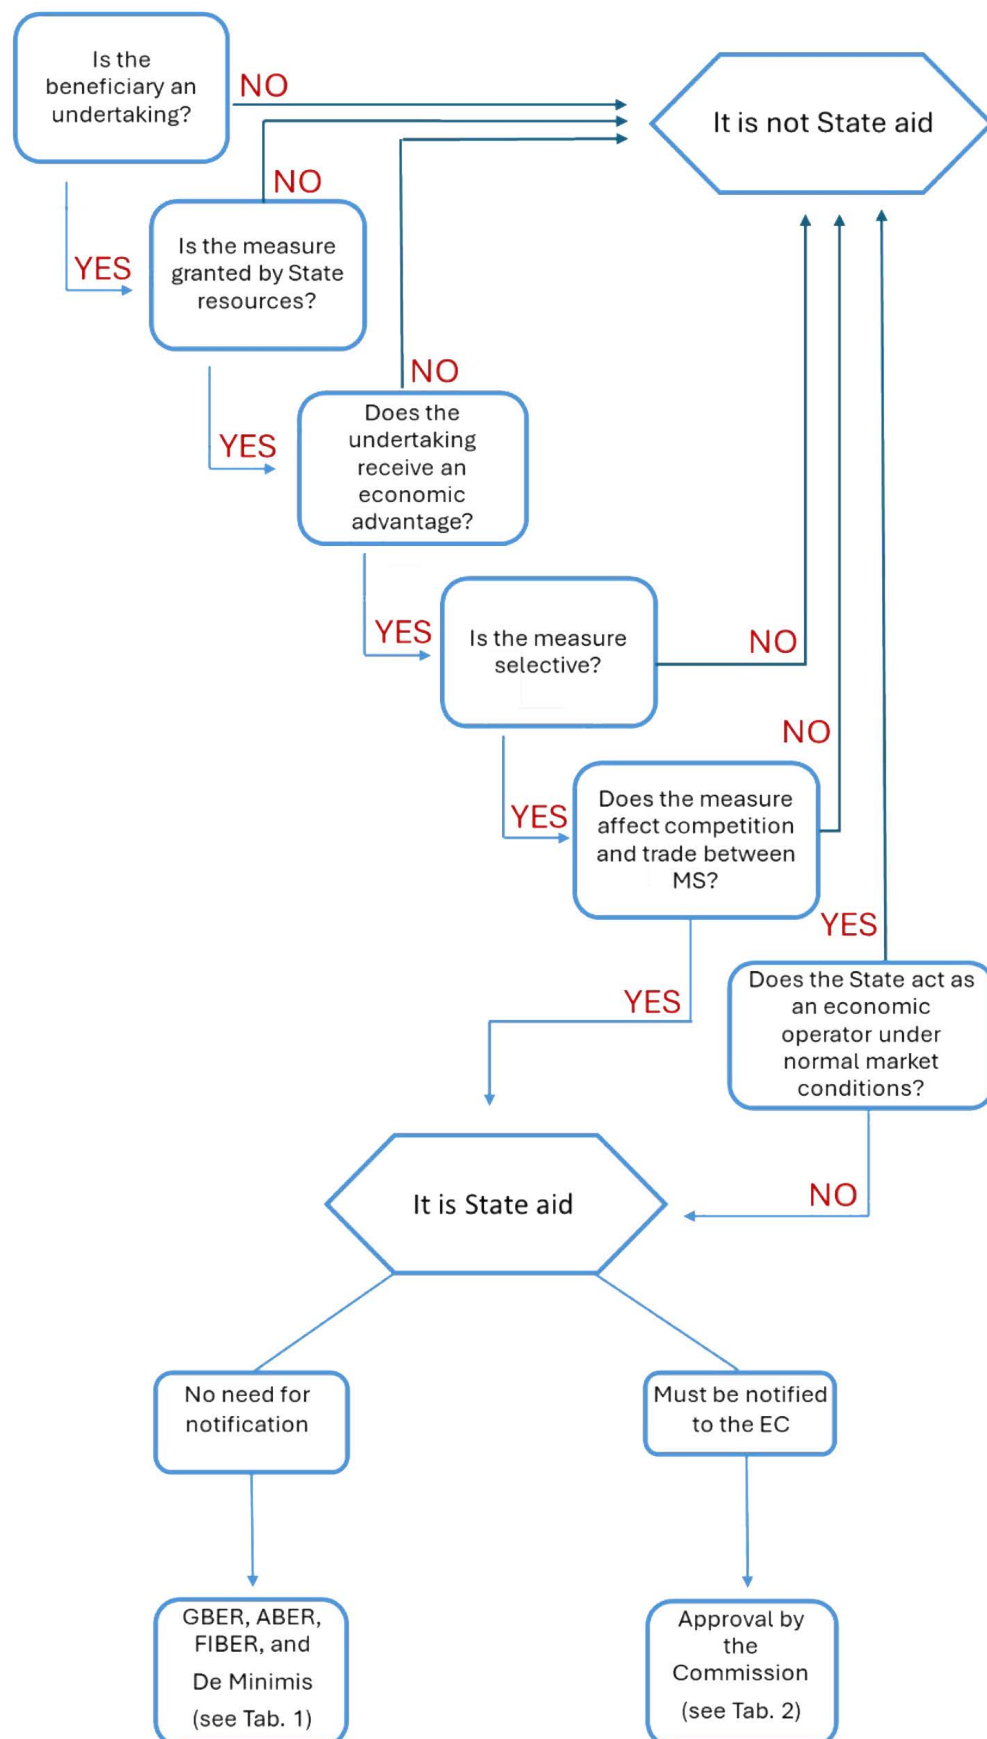 Is the
beneficiary an
undertaking?
NO
It is not State aid
NO
YES
Is the measure
granted by State
resources?
NO
YES
Does the
undertaking
receive an
economic
advantage?
YES
Is the measure
selective?
NO
NO
YES
Does the measure
affect competition
and trade between
MS?
YES
YES
Does the State act as
an economic
operator under
normal market
conditions?
NO
It is State aid
No need for
notification
Must be notified
to the EC
GBER, ABER,
FIBER, and
De Minimis
(see Tab. 1)
Approval by
the
Commission
(see Tab. 2)